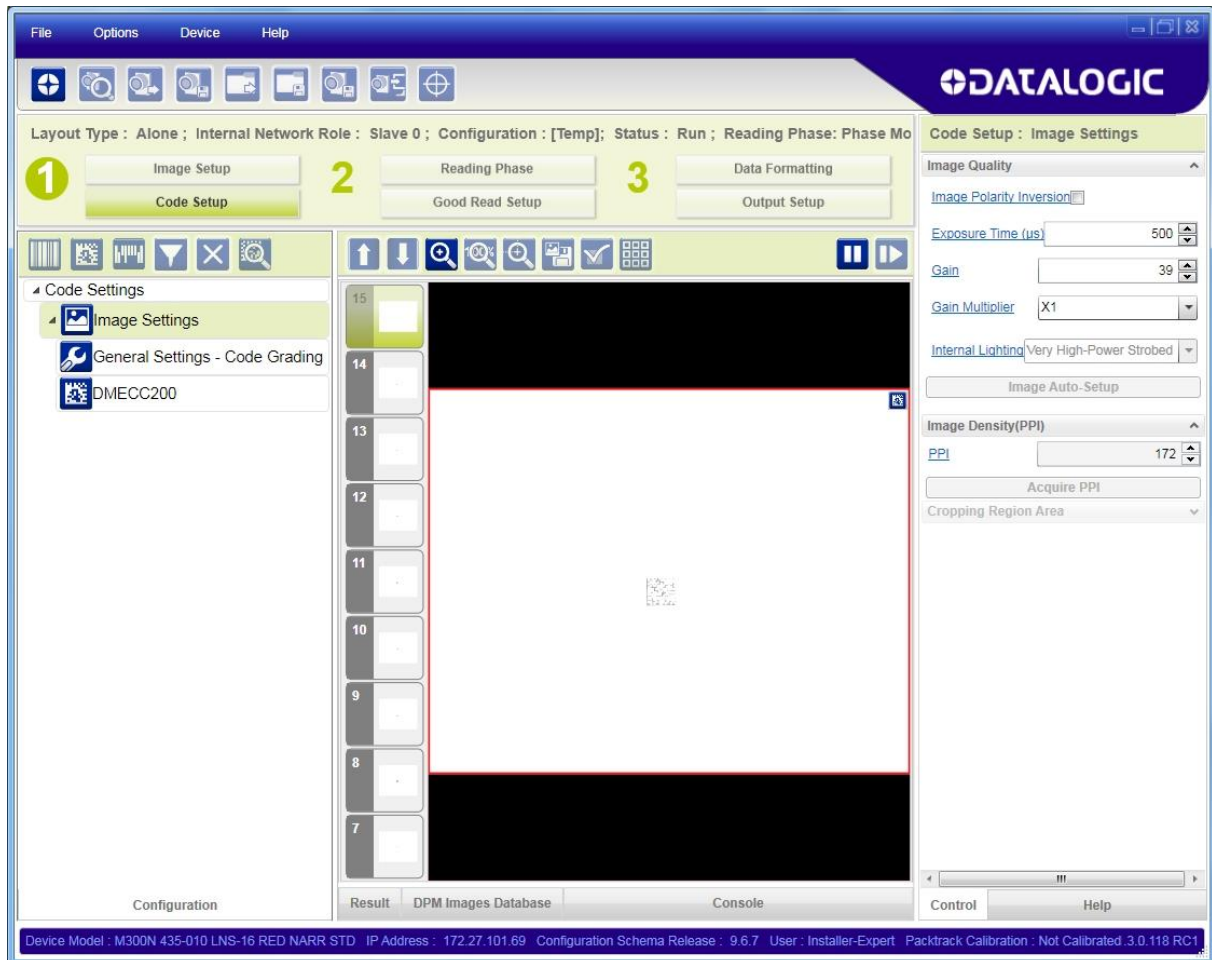 File Options Device Help
DATALOGIC
Layout Type : Alone ; Internal Network Role : Slave 0 ; Configuration : [Temp]; Status : Run ; Reading Phase: Phase Mo
1
Image Setup
Code Setup
2
Reading Phase
Good Read Setup
3
Data Formatting
Output Setup
Code Settings
Image Settings
General Settings - Code Grading
DMECC200
Configuration
100%
15
14
13
12
11
10
9
8
7
Result DPM Images Database Console
Code Setup : Image Settings
Image Quality
Image Polarity Inversion
Exposure Time (µs) 500
Gain 39
Gain Multiplier X1
Internal Lighting Very High-Power Strobed
Image Auto-Setup
Image Density(PPI)
PPI 172
Acquire PPI
Cropping Region Area
Control Help
Device Model : M300N 435-010 LNS-16 RED NARR STD IP Address : 172.27.101.69 Configuration Schema Release : 9.6.7 User : Installer-Expert Packtrack Calibration : Not Calibrated .3.0.118 RC1